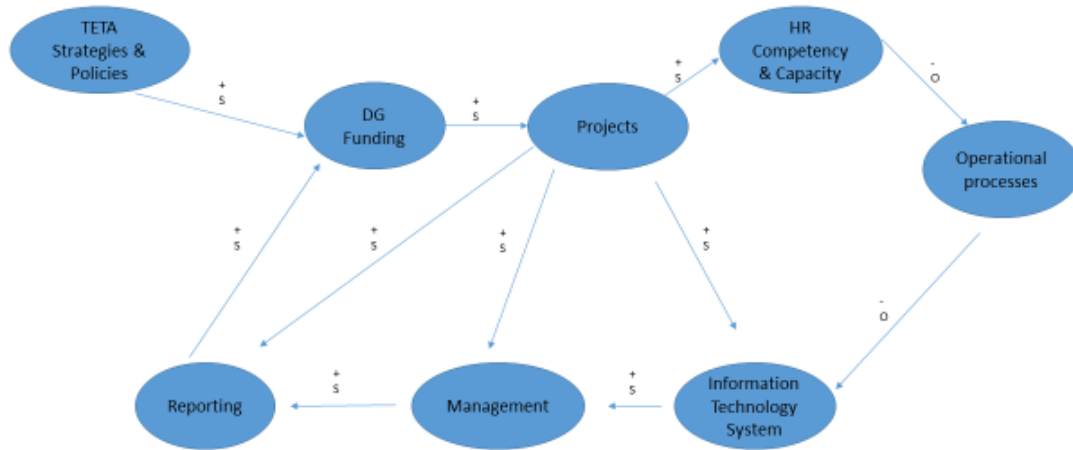 TETA
Strategies &
Policies
+
S
DG
Funding
+
S
Projects
+
S
HR
Competency
& Capacity
-
O
Operational
processes
+
S
+
S
+
S
+
S
-
O
Reporting
+
S
Management
+
S
Information
Technology
System